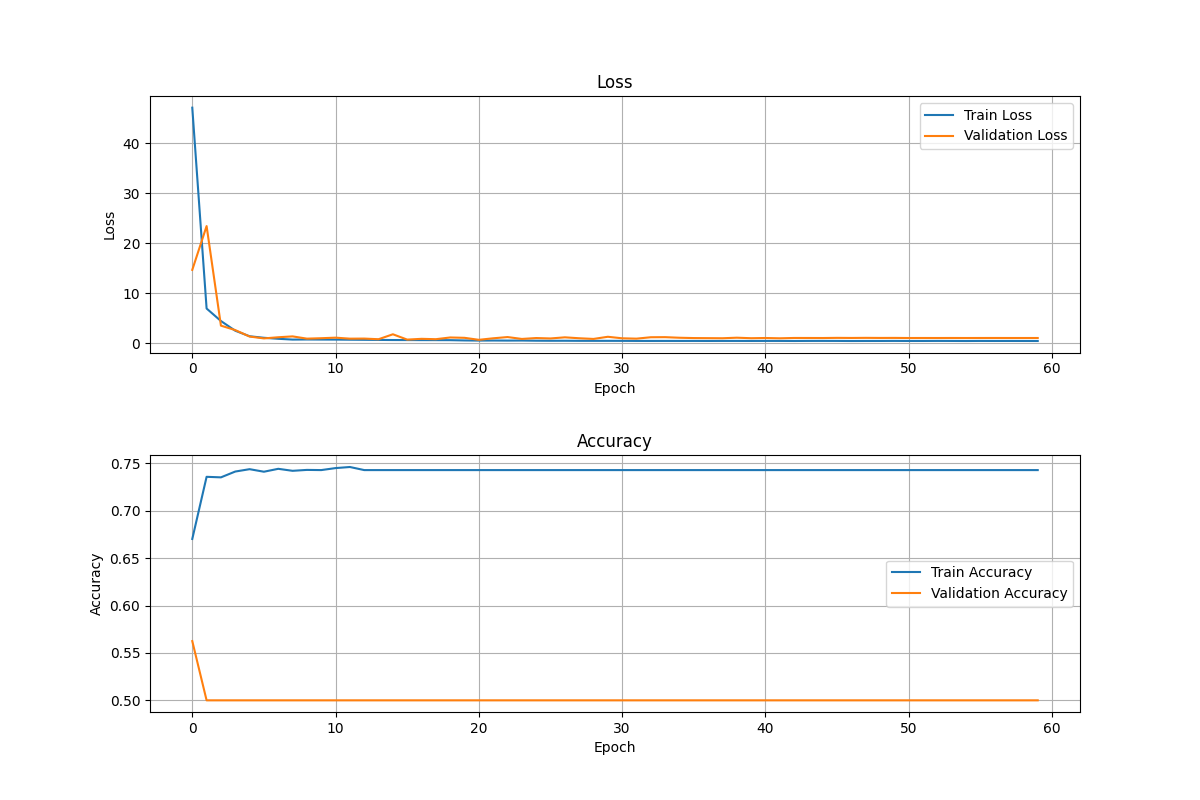 Loss
Train Loss
Validation Loss
40
30
20
10
0
Loss
0 10 20 30 40 50 60
Epoch
Accuracy
0.75
0.70
0.65
0.60
0.55
0.50
Accuracy
Train Accuracy
Validation Accuracy
0 10 20 30 40 50 60
Epoch